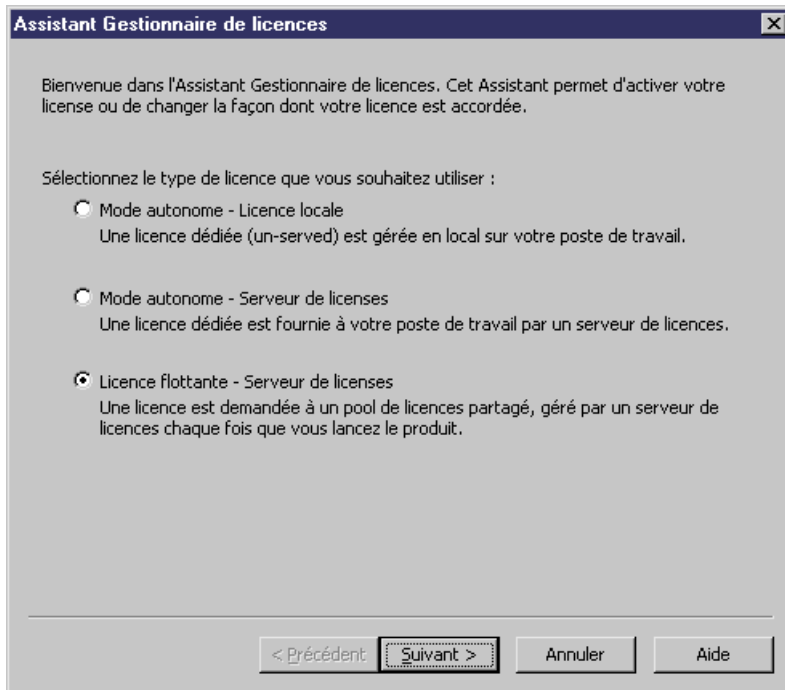 Assistant Gestionnaire de licences
Bienvenue dans l'Assistant Gestionnaire de licences. Cet Assistant permet d'activer votre
license ou de changer la façon dont votre licence est accordée.
Sélectionnez le type de licence que vous souhaitez utiliser :
Mode autonome - Licence locale
Une licence dédiée (un-served) est gérée en local sur votre poste de travail.
Mode autonome - Serveur de licenses
Une licence dédiée est fournie à votre poste de travail par un serveur de licences.
Licence flottante - Serveur de licenses
Une licence est demandée à un pool de licences partagé, géré par un serveur de
licences chaque fois que vous lancez le produit.
< Précédent Suivant > Annuler Aide